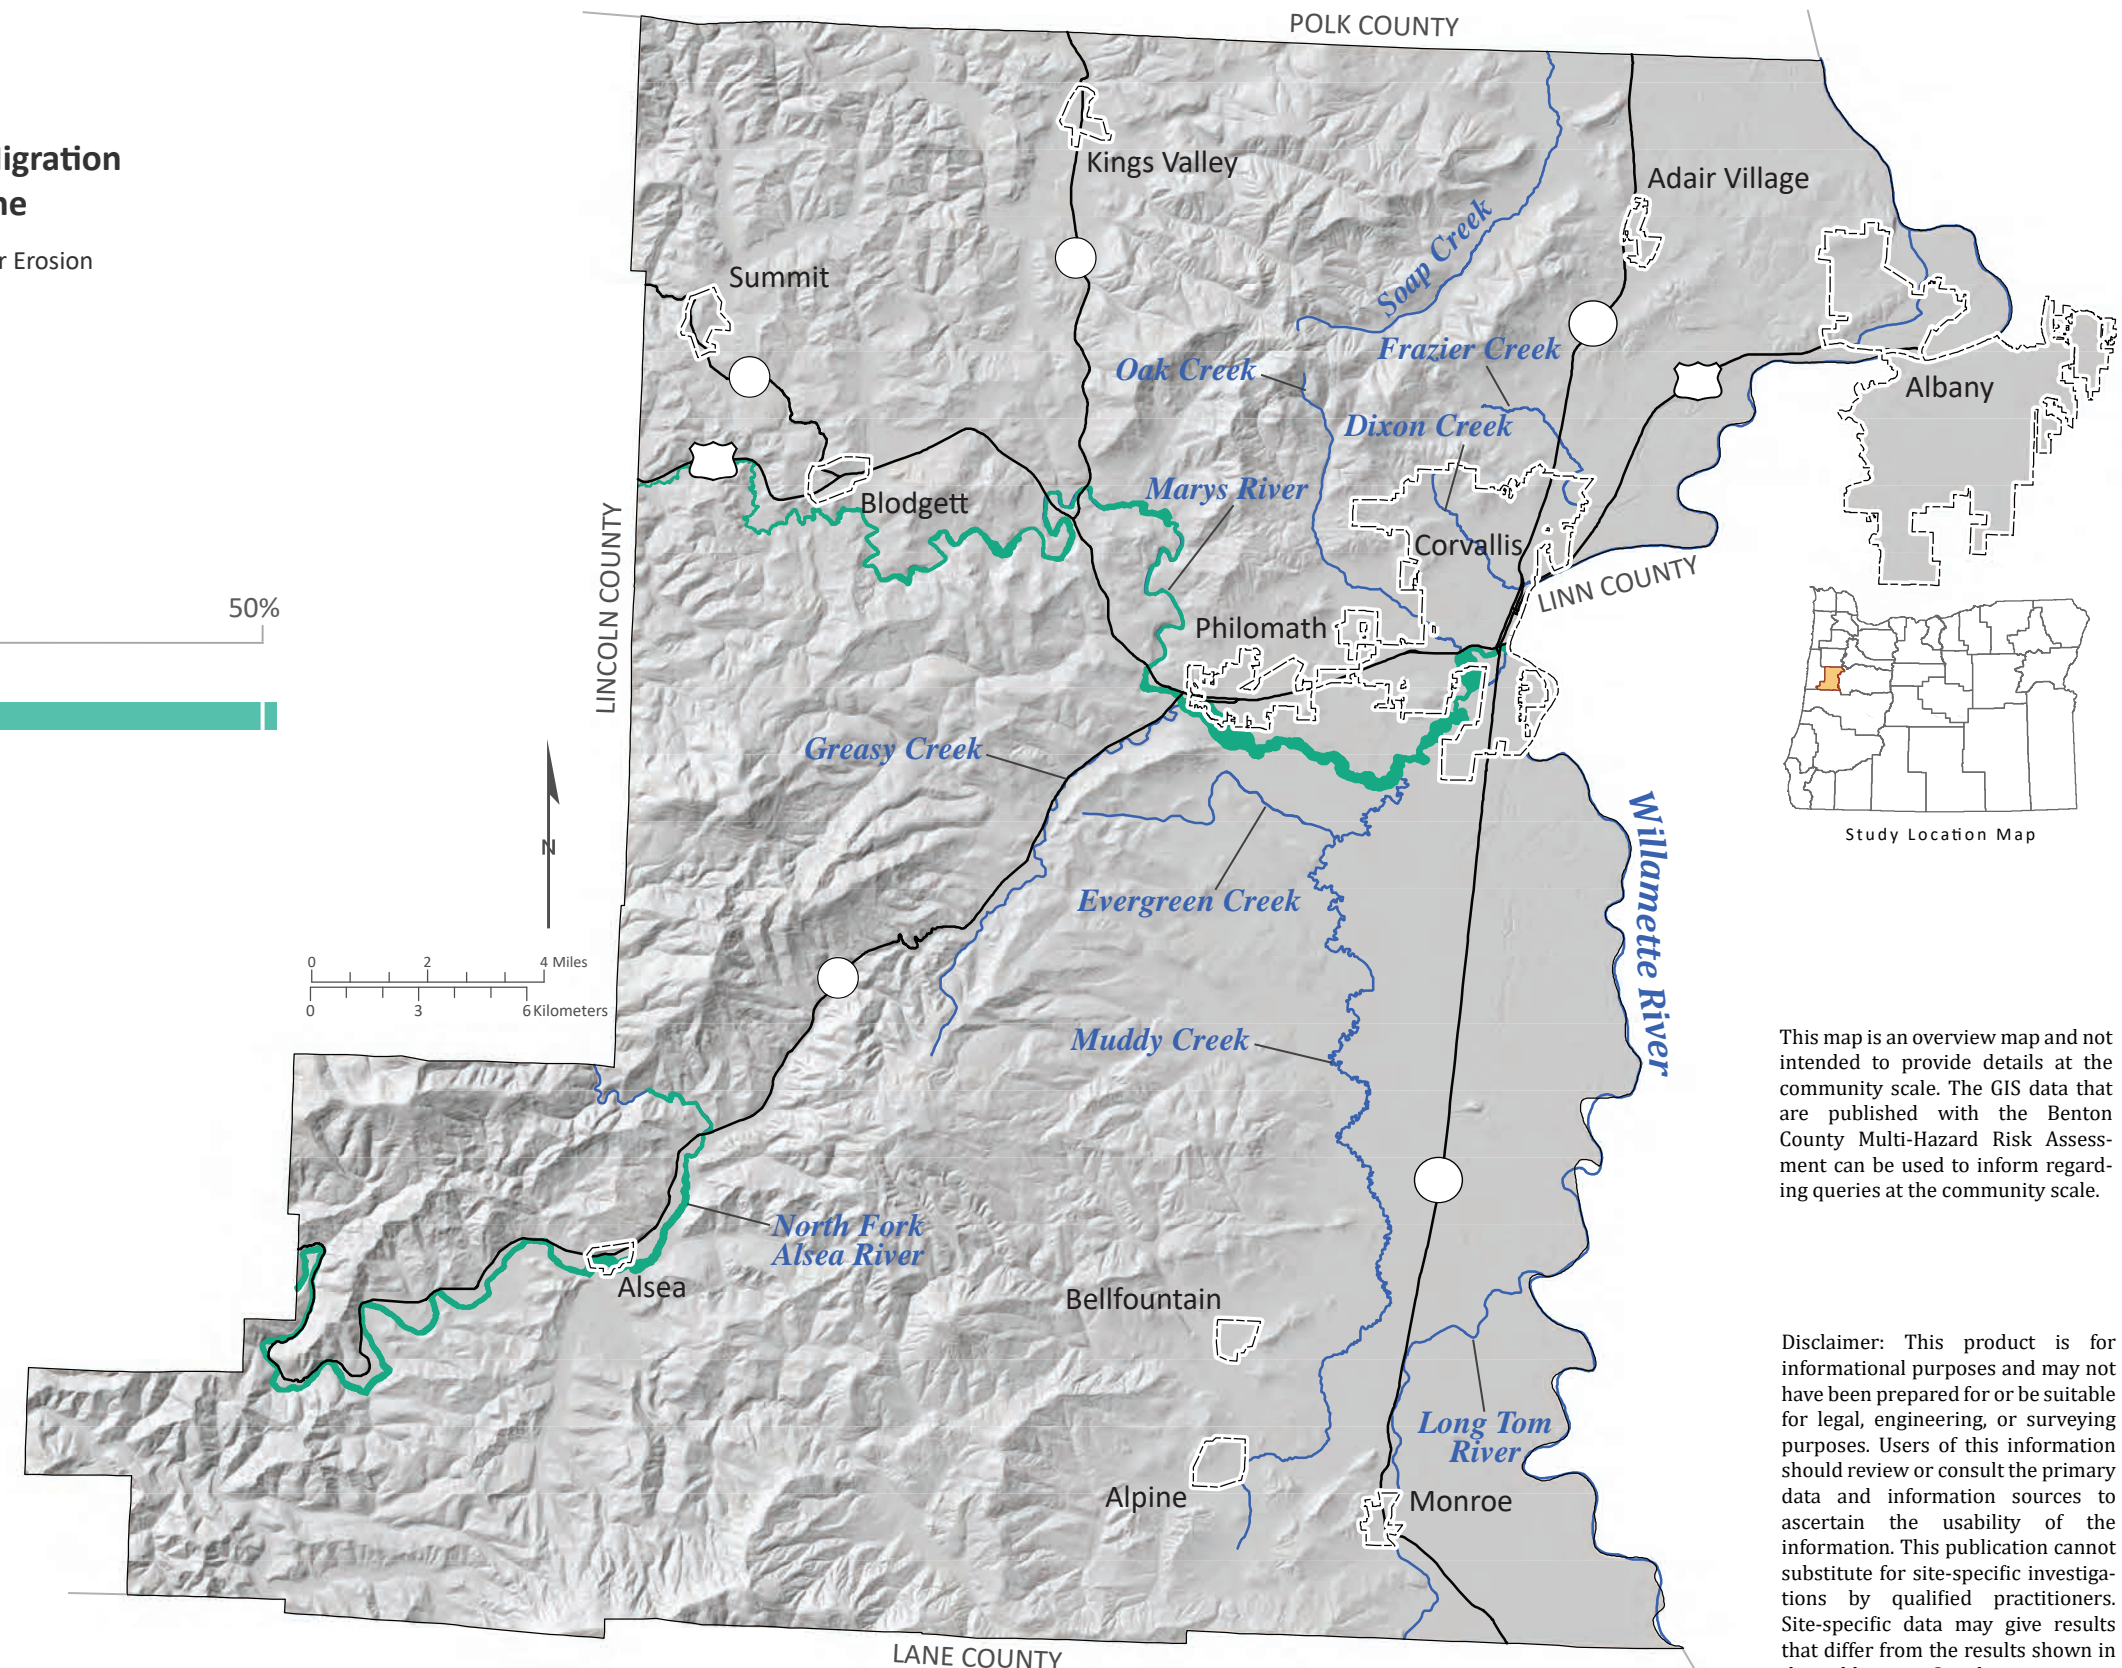 POLK COUNTY
Kings Valley
Adair Village
Summit
Soap Creek
Frazier Creek
Oak Creek
Albany
Dixon Creek
Marys River
Blodgett
Corvallis
LINCOLN COUNTY
LINN COUNTY
r Erosion
50%
Philomath
Greasy Creek
N
Willamette River
Study Location Map
Evergreen Creek
0 2 4 Miles
0 3 6 Kilometers
Muddy Creek
North Fork
Alsea River
Alsea
Bellfountain
Long Tom
River
Alpine
Monroe
LANE COUNTY
This map is an overview map and not
intended to provide details at the
community scale. The GIS data that
are published with the Benton
County Multi-Hazard Risk Assess-
ment can be used to inform regard-
ing queries at the community scale.
Disclaimer: This product is for
informational purposes and may not
have been prepared for or be suitable
for legal, engineering, or surveying
purposes. Users of this information
should review or consult the primary
data and information sources to
ascertain the usability of the
information. This publication cannot
substitute for site-specific investiga-
tions by qualified practitioners.
Site-specific data may give results
that differ from the results shown in